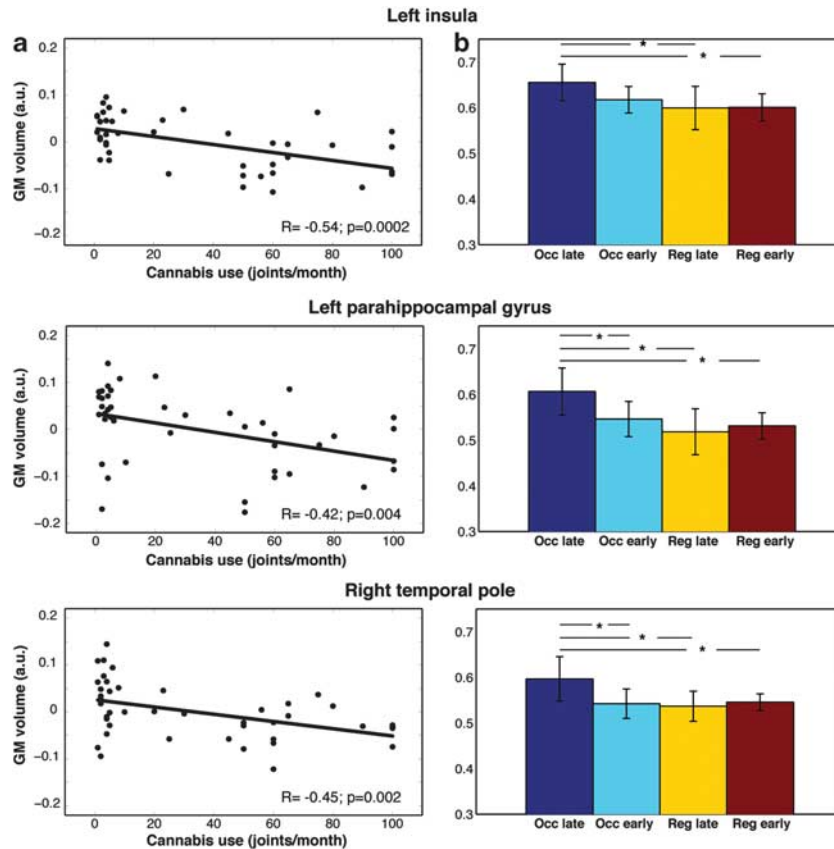 Left insula
a
GM volume (a.u.)
0.2
0.1
0
−0.1
−0.2
R= -0.54; p=0.0002
0 20 40 60 80 100
Cannabis use (joints/month)
b
0.7
0.6
0.5
0.4
0.3
*
*
Occ late Occ early Reg late Reg early
Left parahippocampal gyrus
GM volume (a.u.)
0.2
0.1
0
−0.1
−0.2
R= -0.42; p=0.004
0 20 40 60 80 100
Cannabis use (joints/month)
0.7
0.6
0.5
0.4
0.3
*
*
*
Occ late Occ early Reg late Reg early
Right temporal pole
GM volume (a.u.)
0.2
0.1
0
−0.1
−0.2
R= -0.45; p=0.002
0 20 40 60 80 100
Cannabis use (joints/month)
0.7
0.6
0.5
0.4
0.3
*
*
*
Occ late Occ early Reg late Reg early